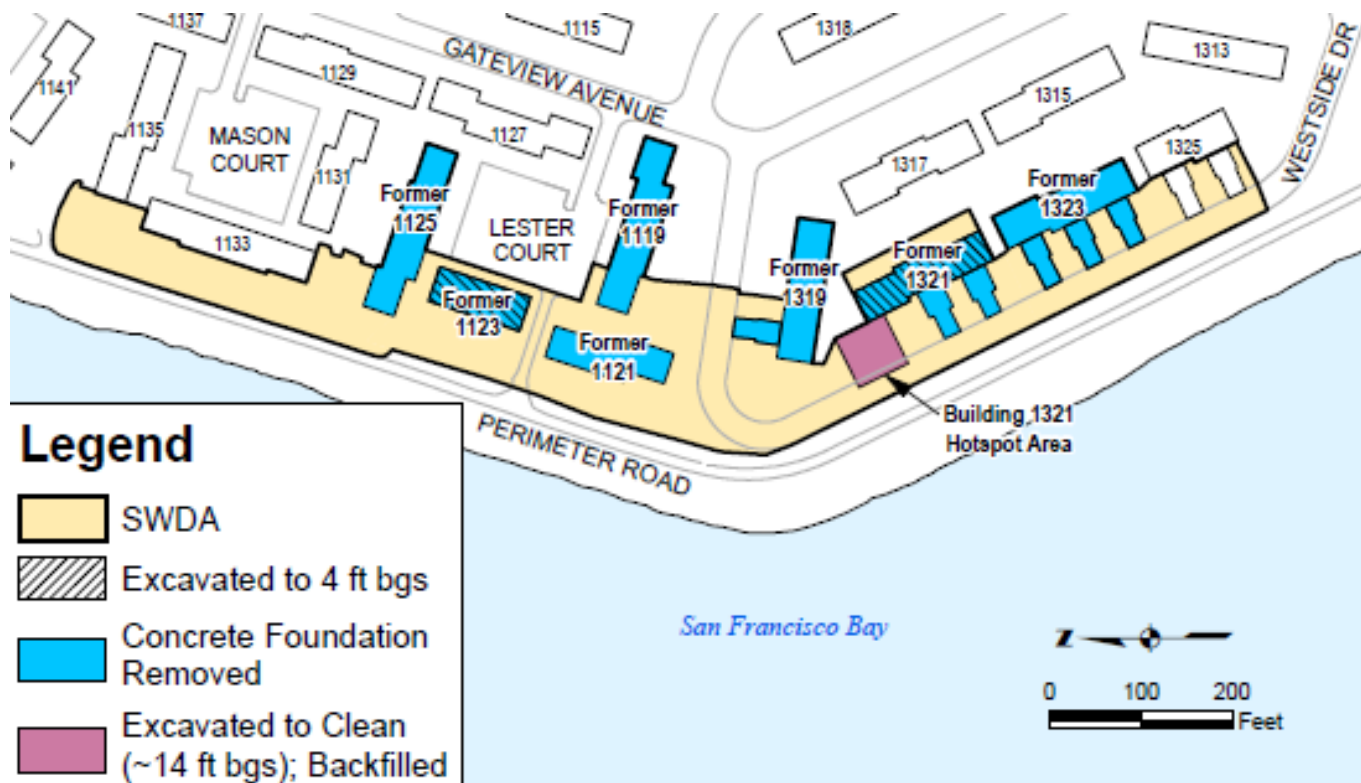 1137
1115
1318
1313
GATEVIEW AVENUE
WESTSIDE DR
1141
1129
1315
1135
MASON
COURT
1127
1317
1325
1131
Former
1125
Former
1119
Former
1323
LESTER
COURT
1133
Former
1321
Former
1319
Former
1123
Former
1121
Building 1321
Hotspot Area
PERIMETER ROAD
Legend
SWDA
Excavated to 4 ft bgs
Concrete Foundation
Removed
Excavated to Clean
(~14 ft bgs); Backfilled
San Francisco Bay
Z
0 100 200
Feet